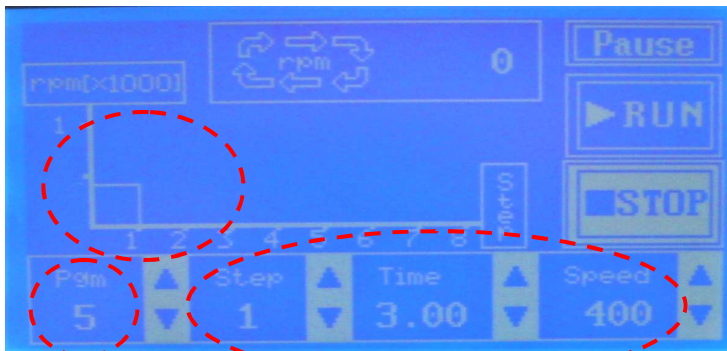 rpm 0
Pause
rpm[×1000]
1
▶RUN
■STOP
Step
1 2 3 4 5 6 7 8
Pgm Step Time Speed
5 1 3.00 400